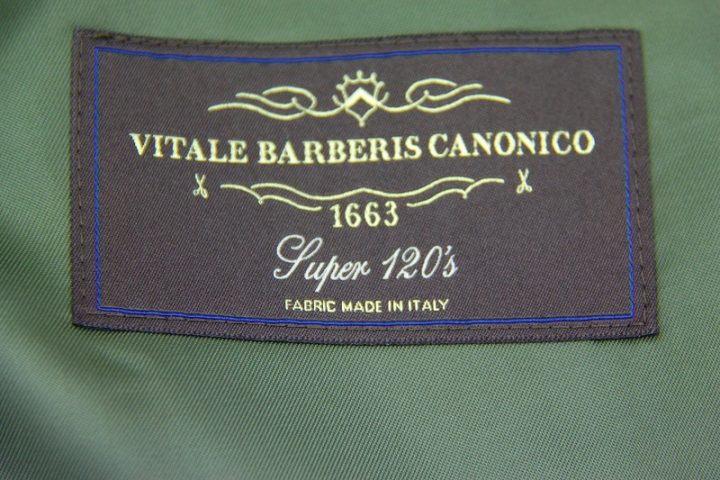 VITALE BARBERIS CANONICO
1663
Super 120's
FABRIC MADE IN ITALY